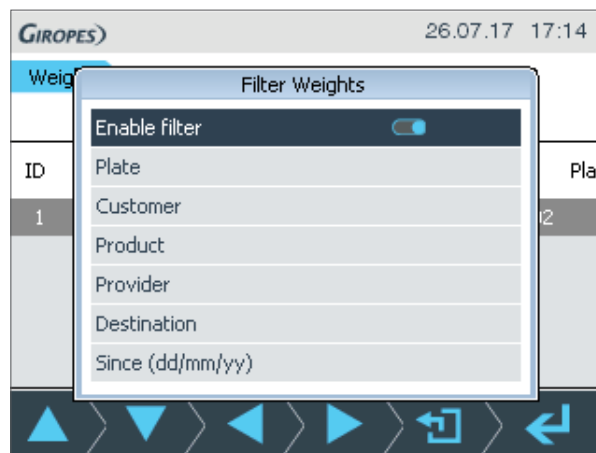 GIROPES) 26.07.17 17:14
Weig
Filter Weights
Enable filter
Plate
ID Pla
Customer
1 02
Product
Provider
Destination
Since (dd/mm/yy)